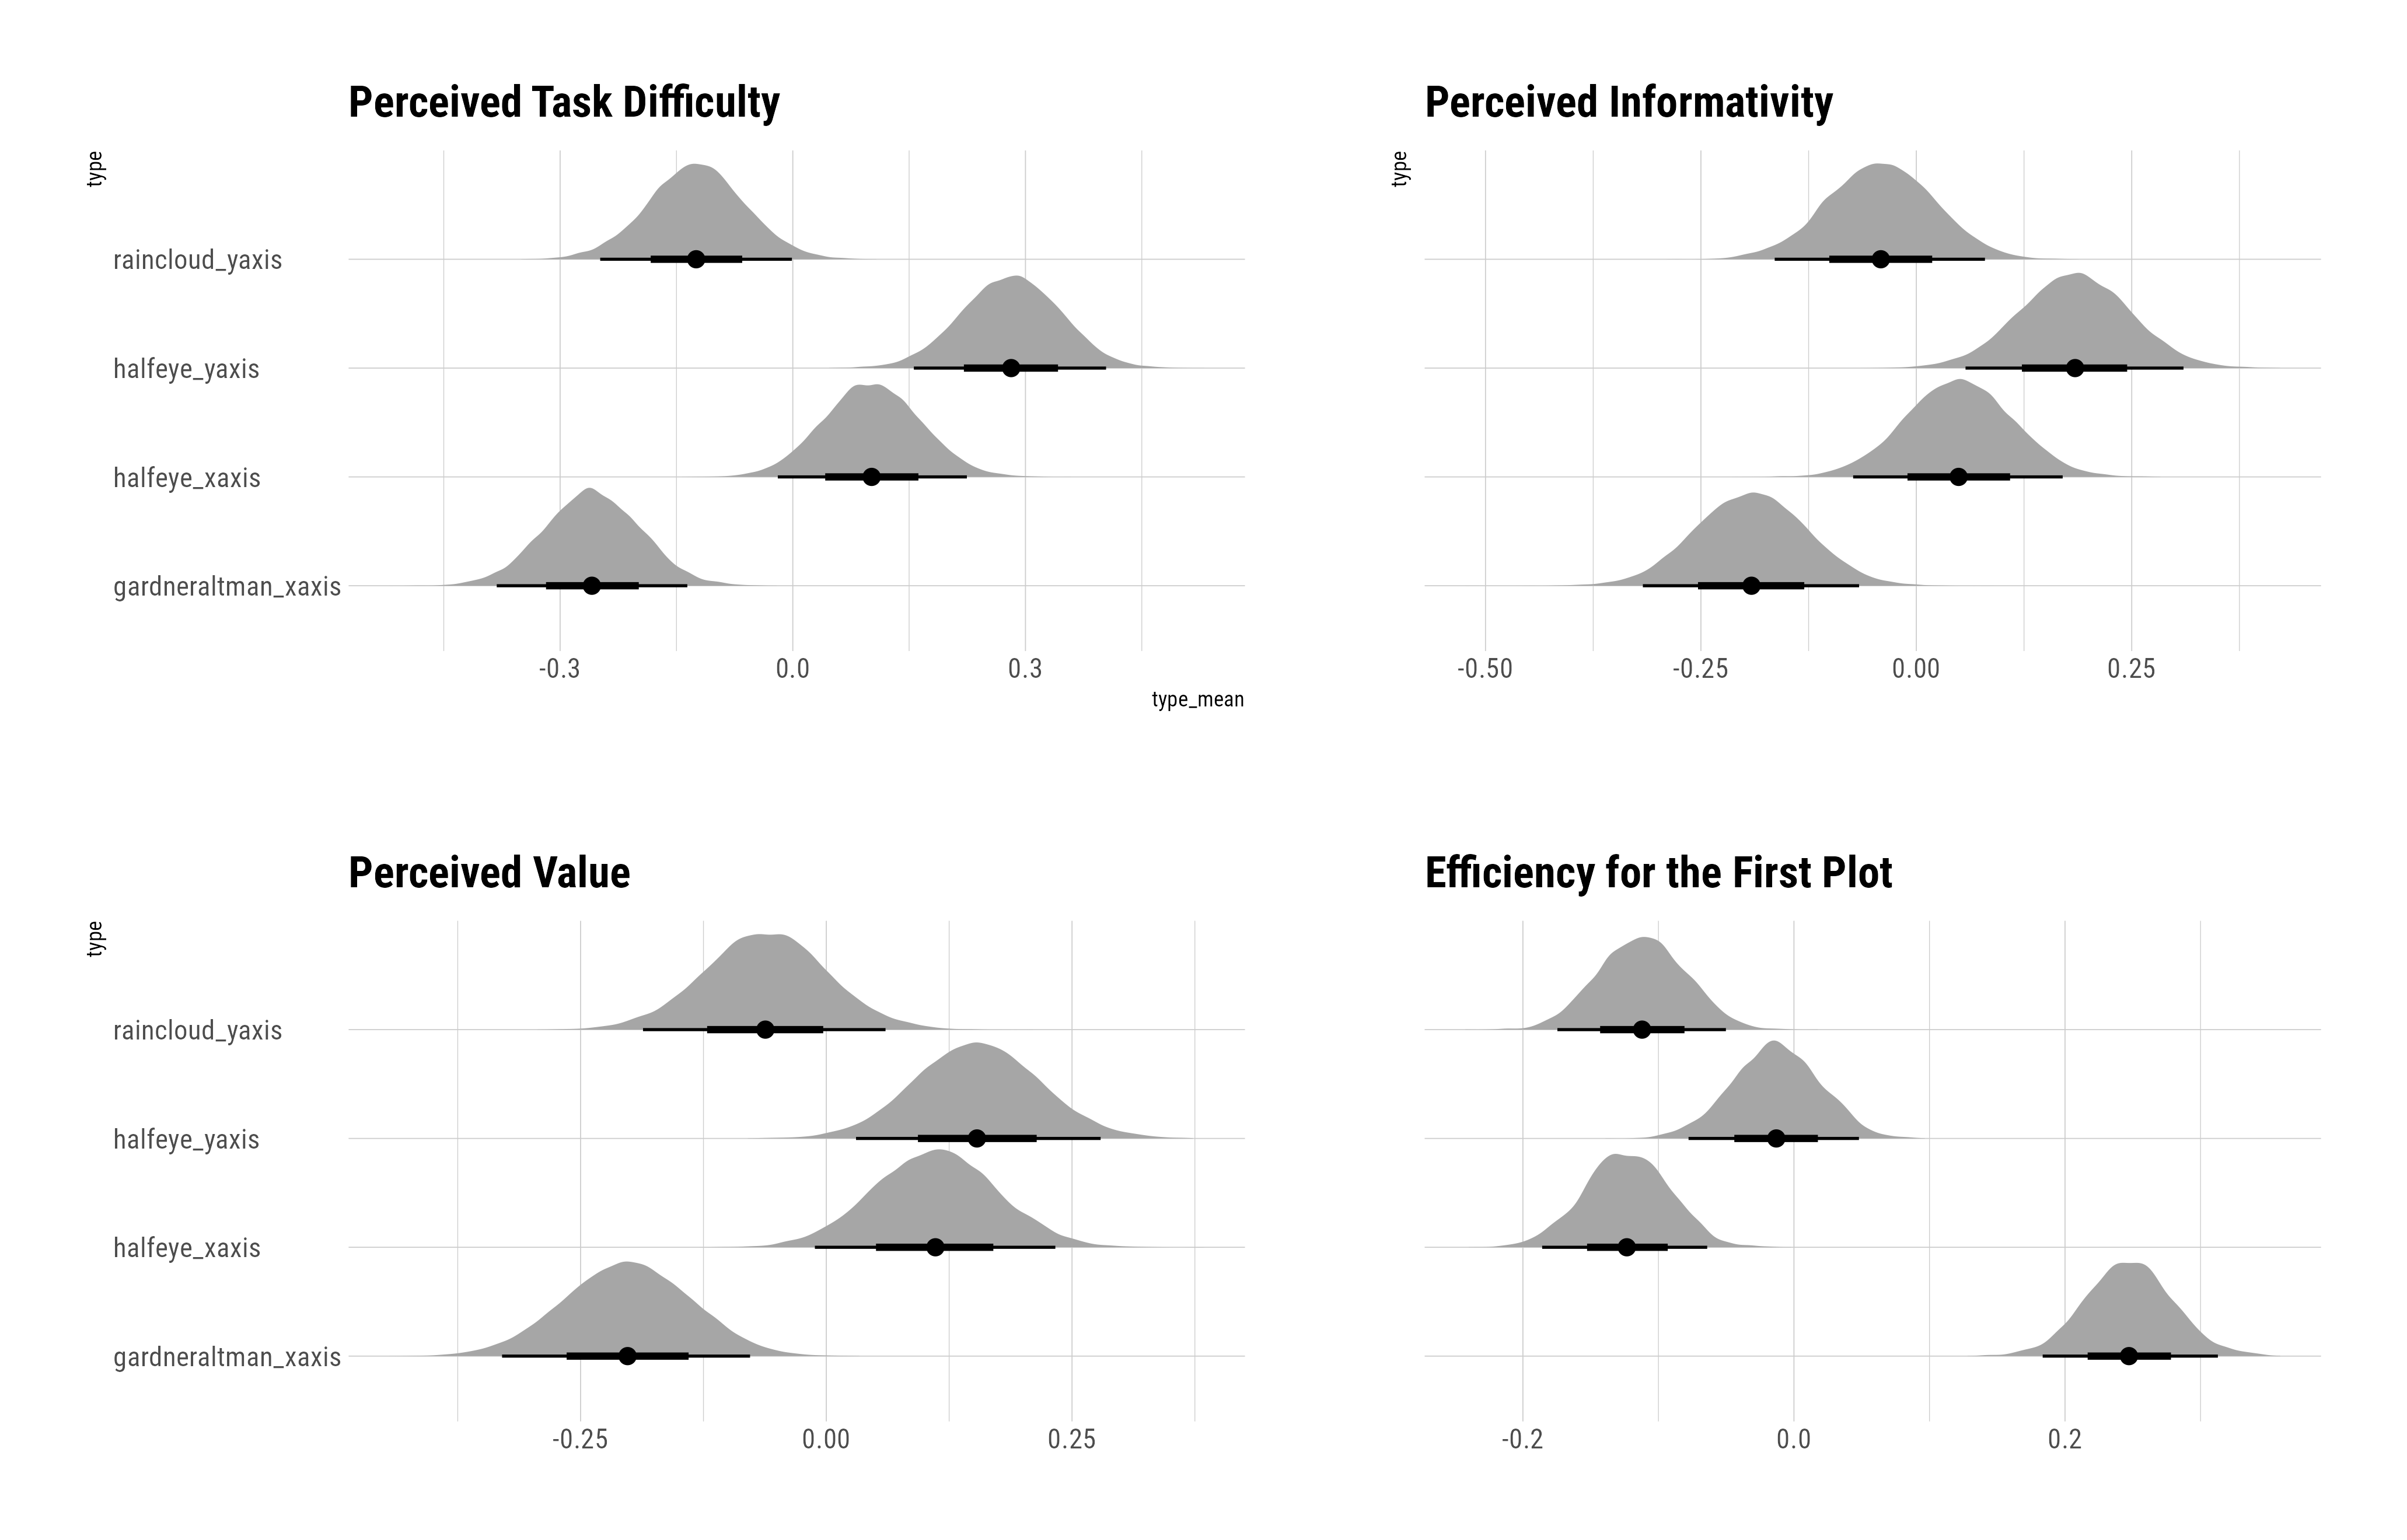 Perceived Task Difficulty
type
raincloud_yaxis
halfeye_yaxis
halfeye_xaxis
gardneraltman_xaxis
-0.3 0.0 0.3
type_mean
Perceived Informativity
type
-0.50 -0.25 0.00 0.25
Perceived Value
type
raincloud_yaxis
halfeye_yaxis
halfeye_xaxis
gardneraltman_xaxis
-0.25 0.00 0.25
Efficiency for the First Plot
-0.2 0.0 0.2